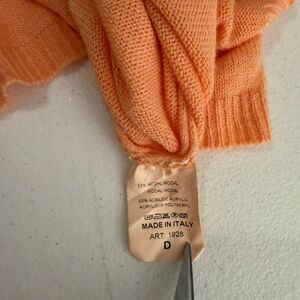 55% MODAL MODAL
MODAL MODAL
45% ACRILICO ACRYLIC
ACRYLIQUE POLYACRYL
MADE IN ITALY
ART: 1928
D